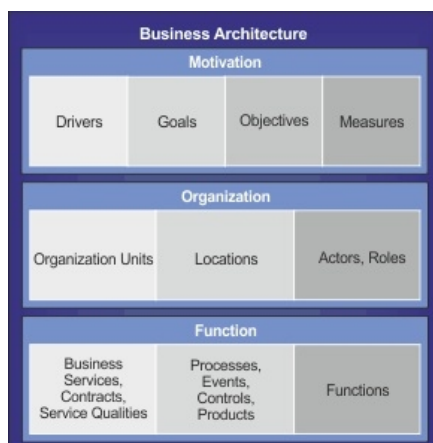 Business Architecture
Motivation
Drivers
Goals
Objectives
Measures
Organization
Organization Units
Locations
Actors, Roles
Function
Business
Services,
Contracts,
Service Qualities
Processes,
Events,
Controls,
Products
Functions